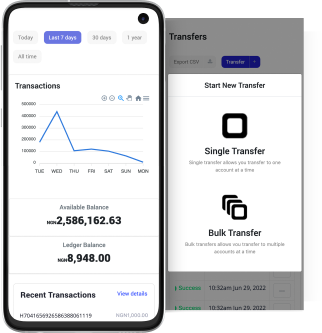 Today
Last 7 days
30 days
1 year
All time
Transactions
500000
400000
300000
200000
100000
0
TUE WED THU FRI SAT SUN MON
Available Balance
NGN2,586,162.63
Ledger Balance
NGN8,948.00
Recent Transactions
View details
H704165692658638806​1119
NGN1,000.00
Transfers
Export CSV
Transfer
Start New Transfer
Single Transfer
Single transfer allows you transfer to one
account at a time
Bulk Transfer
Bulk transfers allows you transfer to multiple
accounts at a time
Success 10:32am Jun 29, 2022
...
Success 10:32am Jun 29, 2022